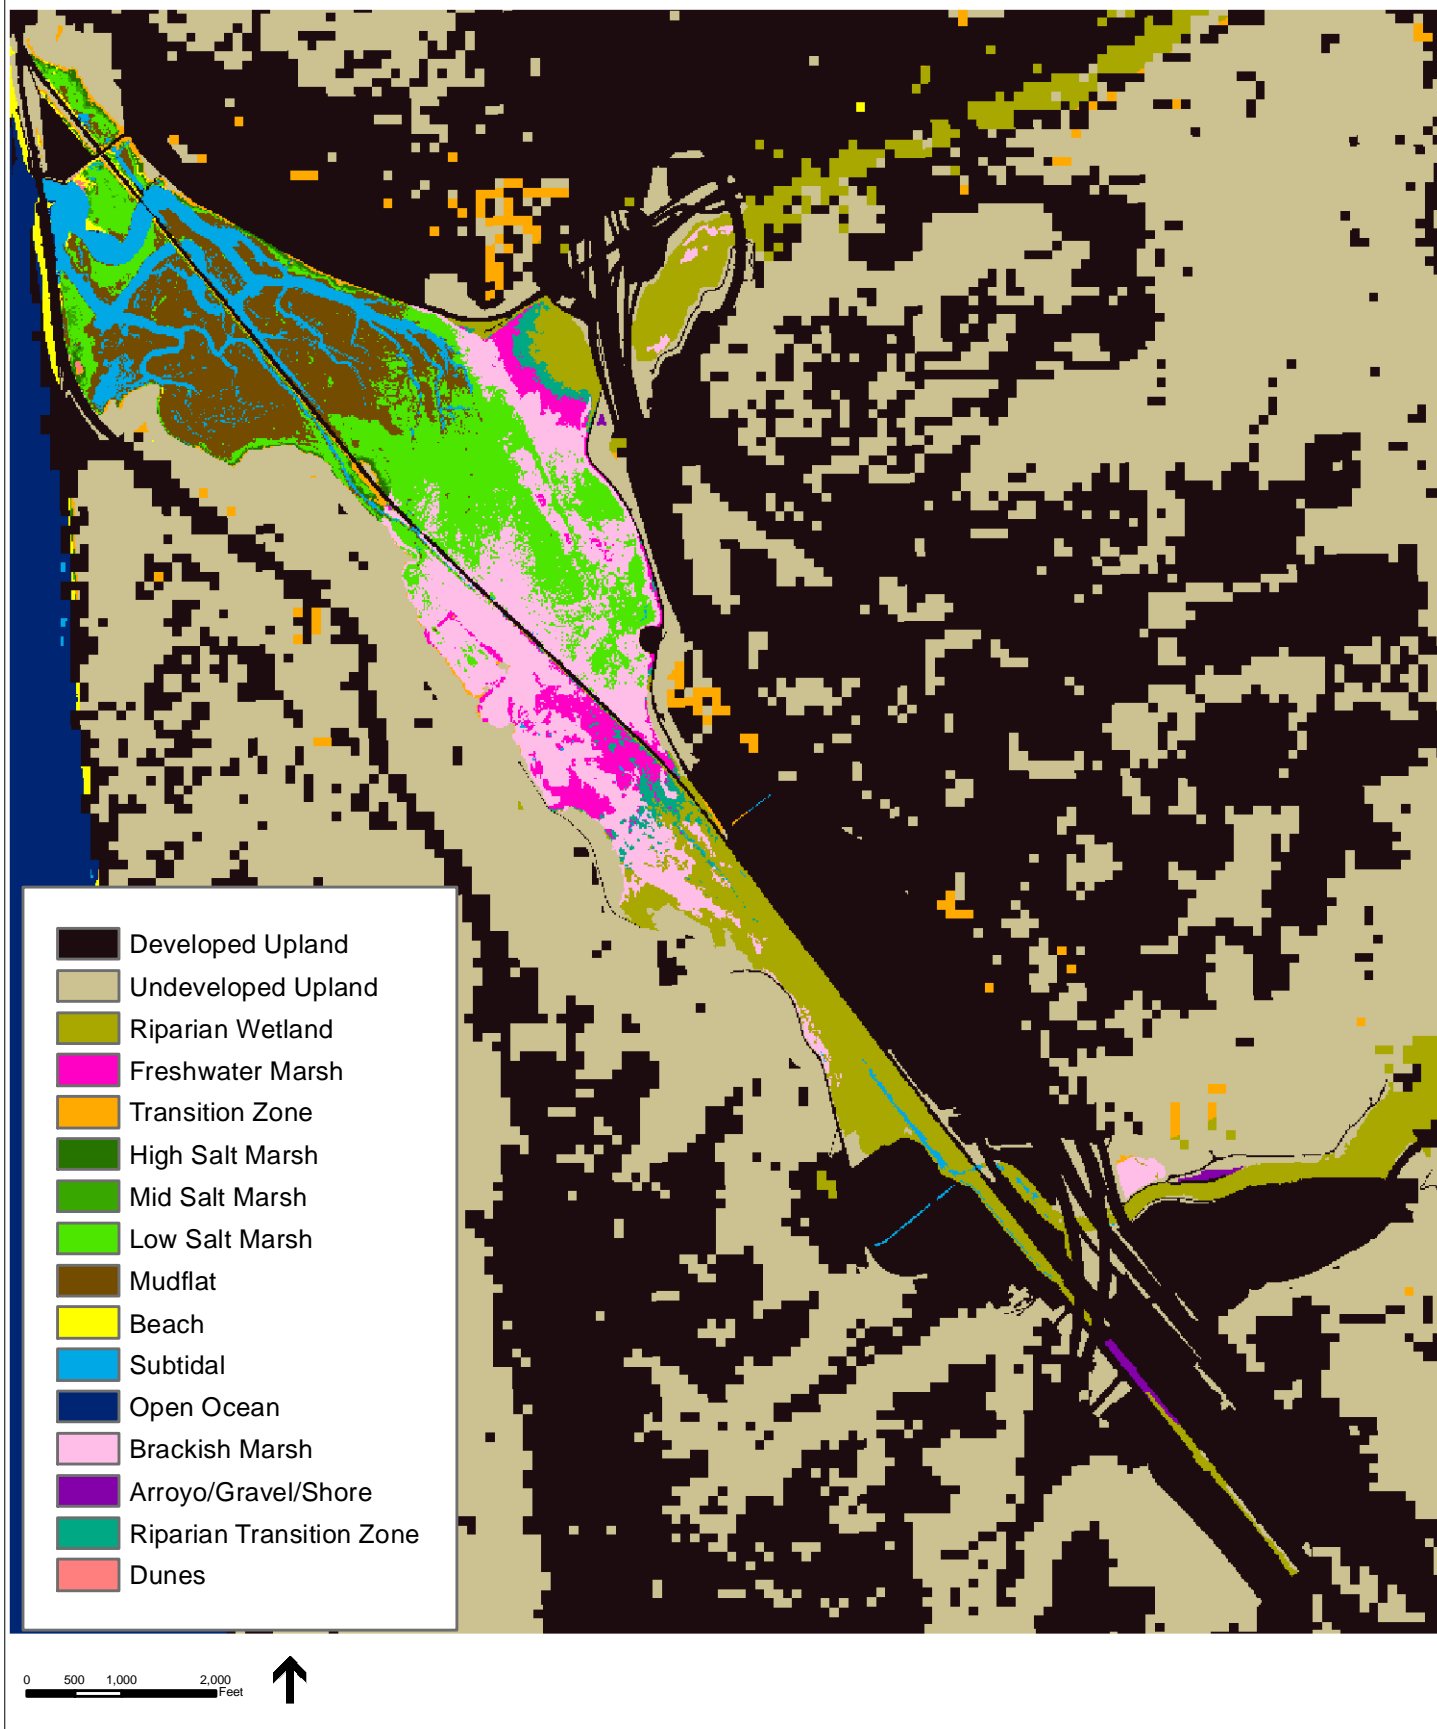 Developed Upland
Undeveloped Upland
Riparian Wetland
Freshwater Marsh
Transition Zone
High Salt Marsh
Mid Salt Marsh
Low Salt Marsh
Mudflat
Beach
Subtidal
Open Ocean
Brackish Marsh
Arroyo/Gravel/Shore
Riparian Transition Zone
Dunes
0 500 1,000 2,000
Feet